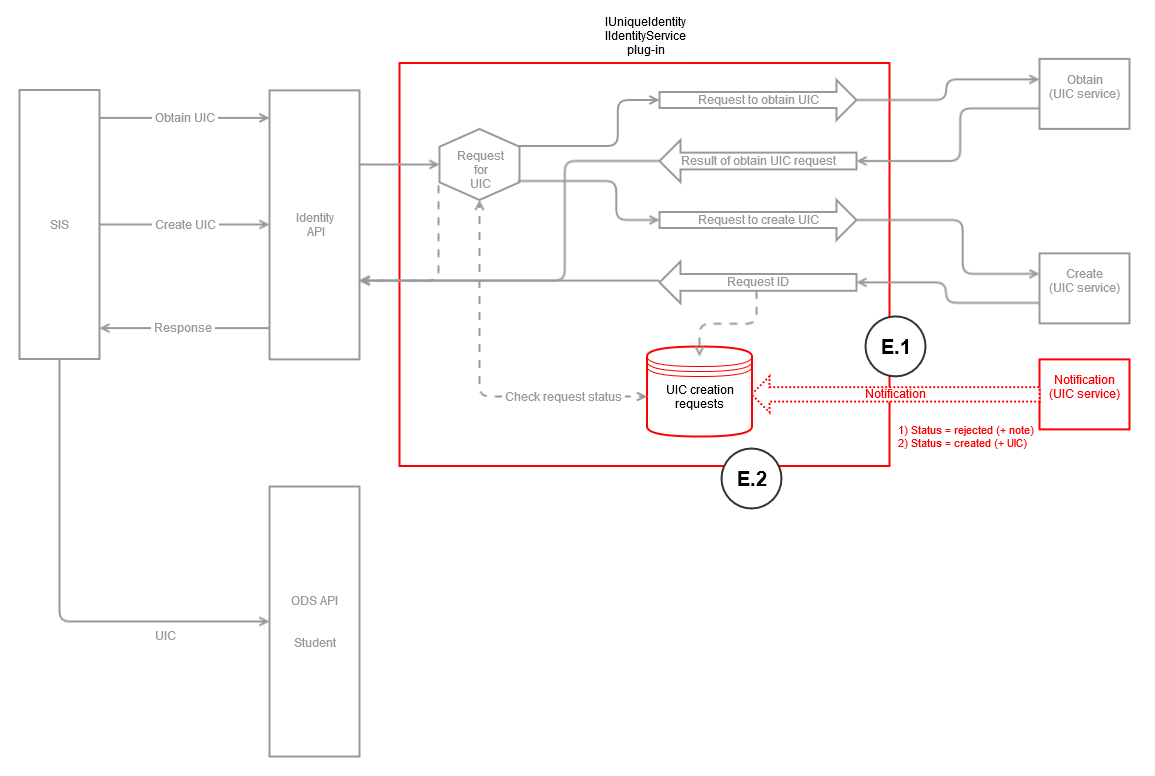 IUniqueIdentity
IIdentityService
plug-in
Obtain
(UIC service)
Request to obtain UIC
Obtain UIC
Request
for
UIC
Result of obtain UIC request
SIS
Create UIC
Identity
API
Request to create UIC
Create
(UIC service)
Request ID
Response
E.1
UIC creation
requests
Check request status
Notification
Notification
(UIC service)
1) Status = rejected (+ note)
2) Status = created (+ UIC)
E.2
ODS API
Student
UIC